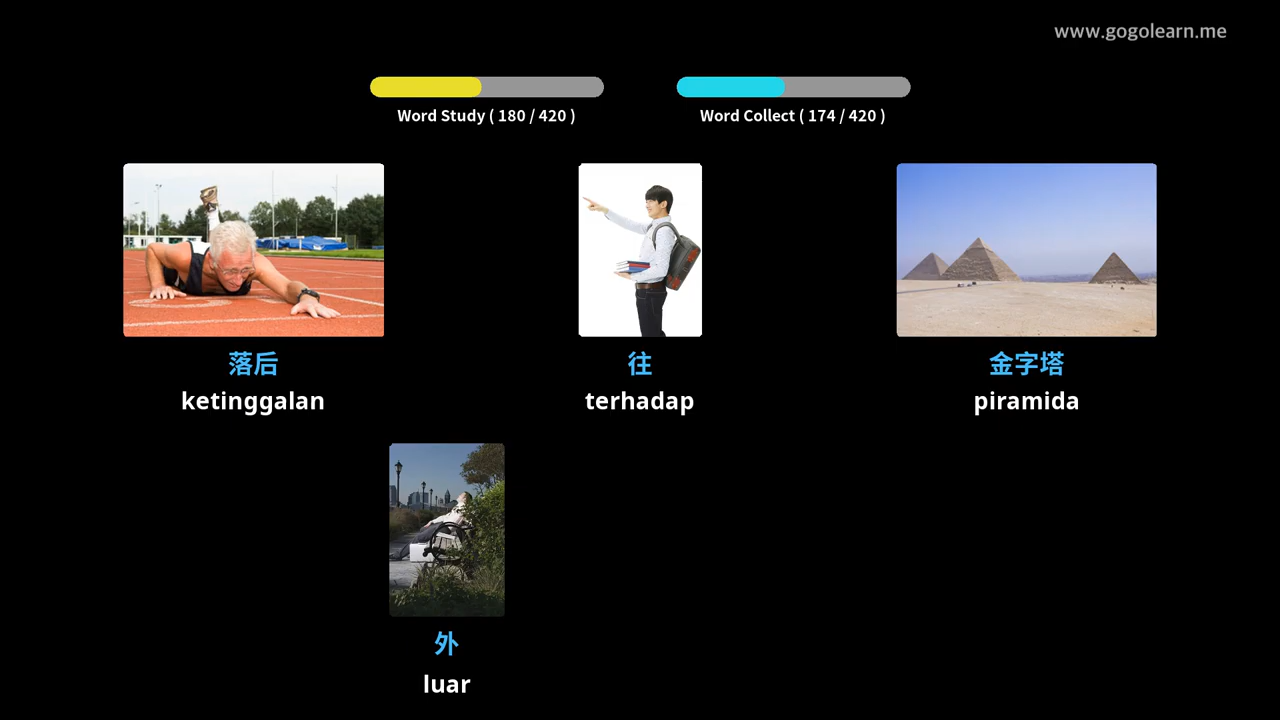 www.gogolearn.me
Word Study ( 180 / 420 )
Word Collect ( 174 / 420 )
落后
ketinggalan
往
terhadap
金字塔
piramida
外
luar